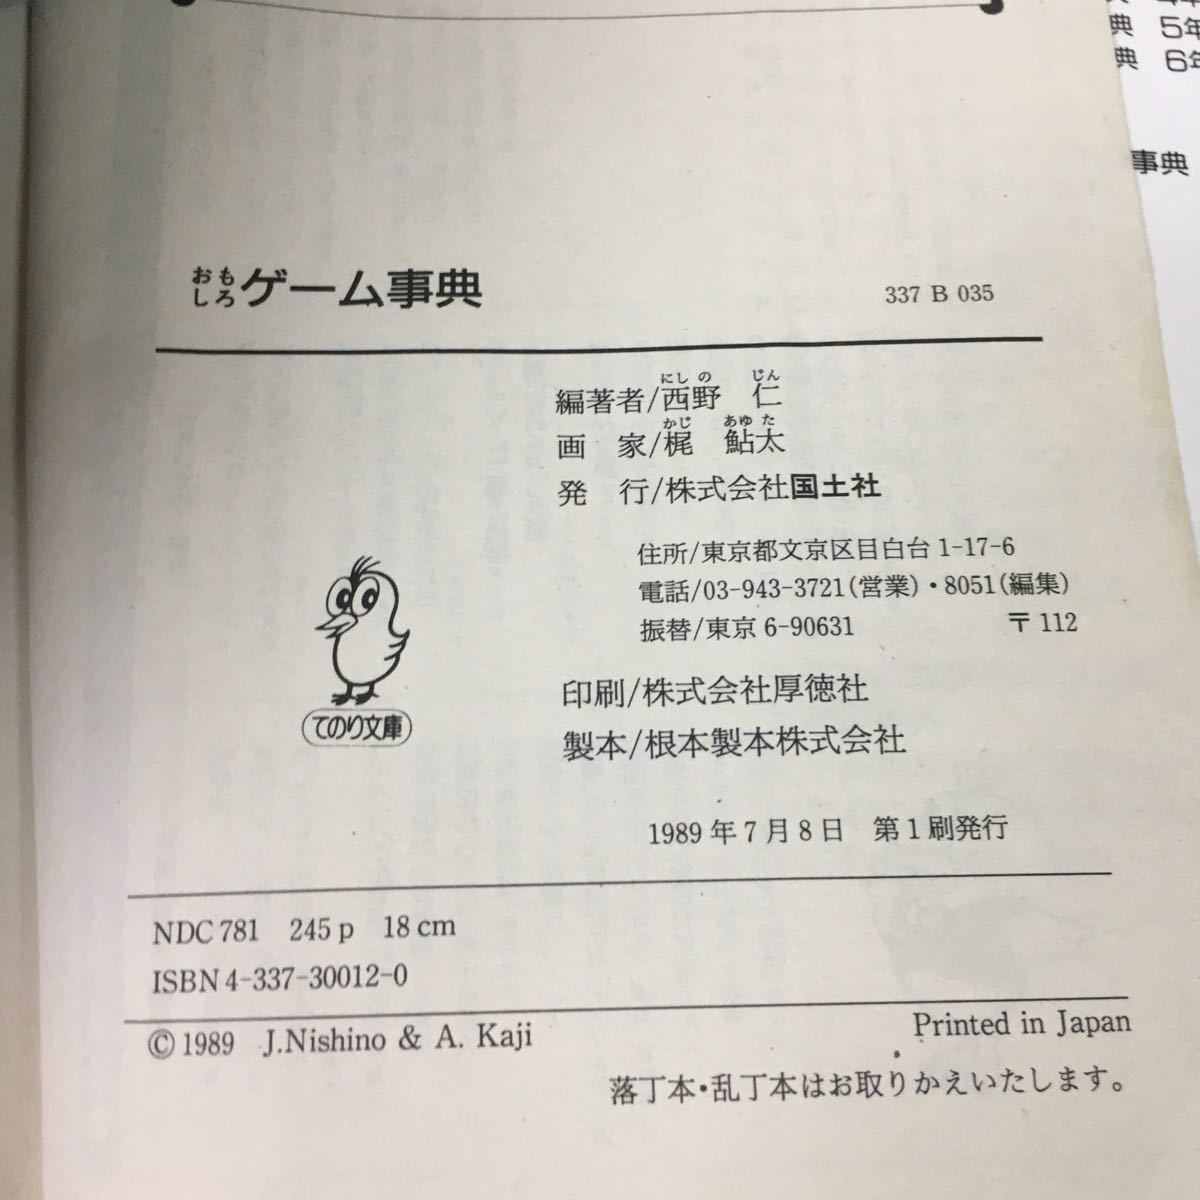 典 5年
典 6年
事典
おもしろゲーム事典
337 B 035
編著者/西野 仁
にし の じん
画 家/梶 鮎太
かじ あゆ た
発 行/株式会社国土社
住所/東京都文京区目白台1-17-6
電話/03-943-3721(営業)・8051(編集)
振替/東京 6-90631 〒112
印刷/株式会社厚徳社
製本/根本製本株式会社
てのり文庫
1989年7月8日 第1刷発行
NDC 781 245 p 18 cm
ISBN 4-337-30012-0
© 1989 J.Nishino & A. Kaji
Printed in Japan
落丁本・乱丁本はお取りかえいたします。